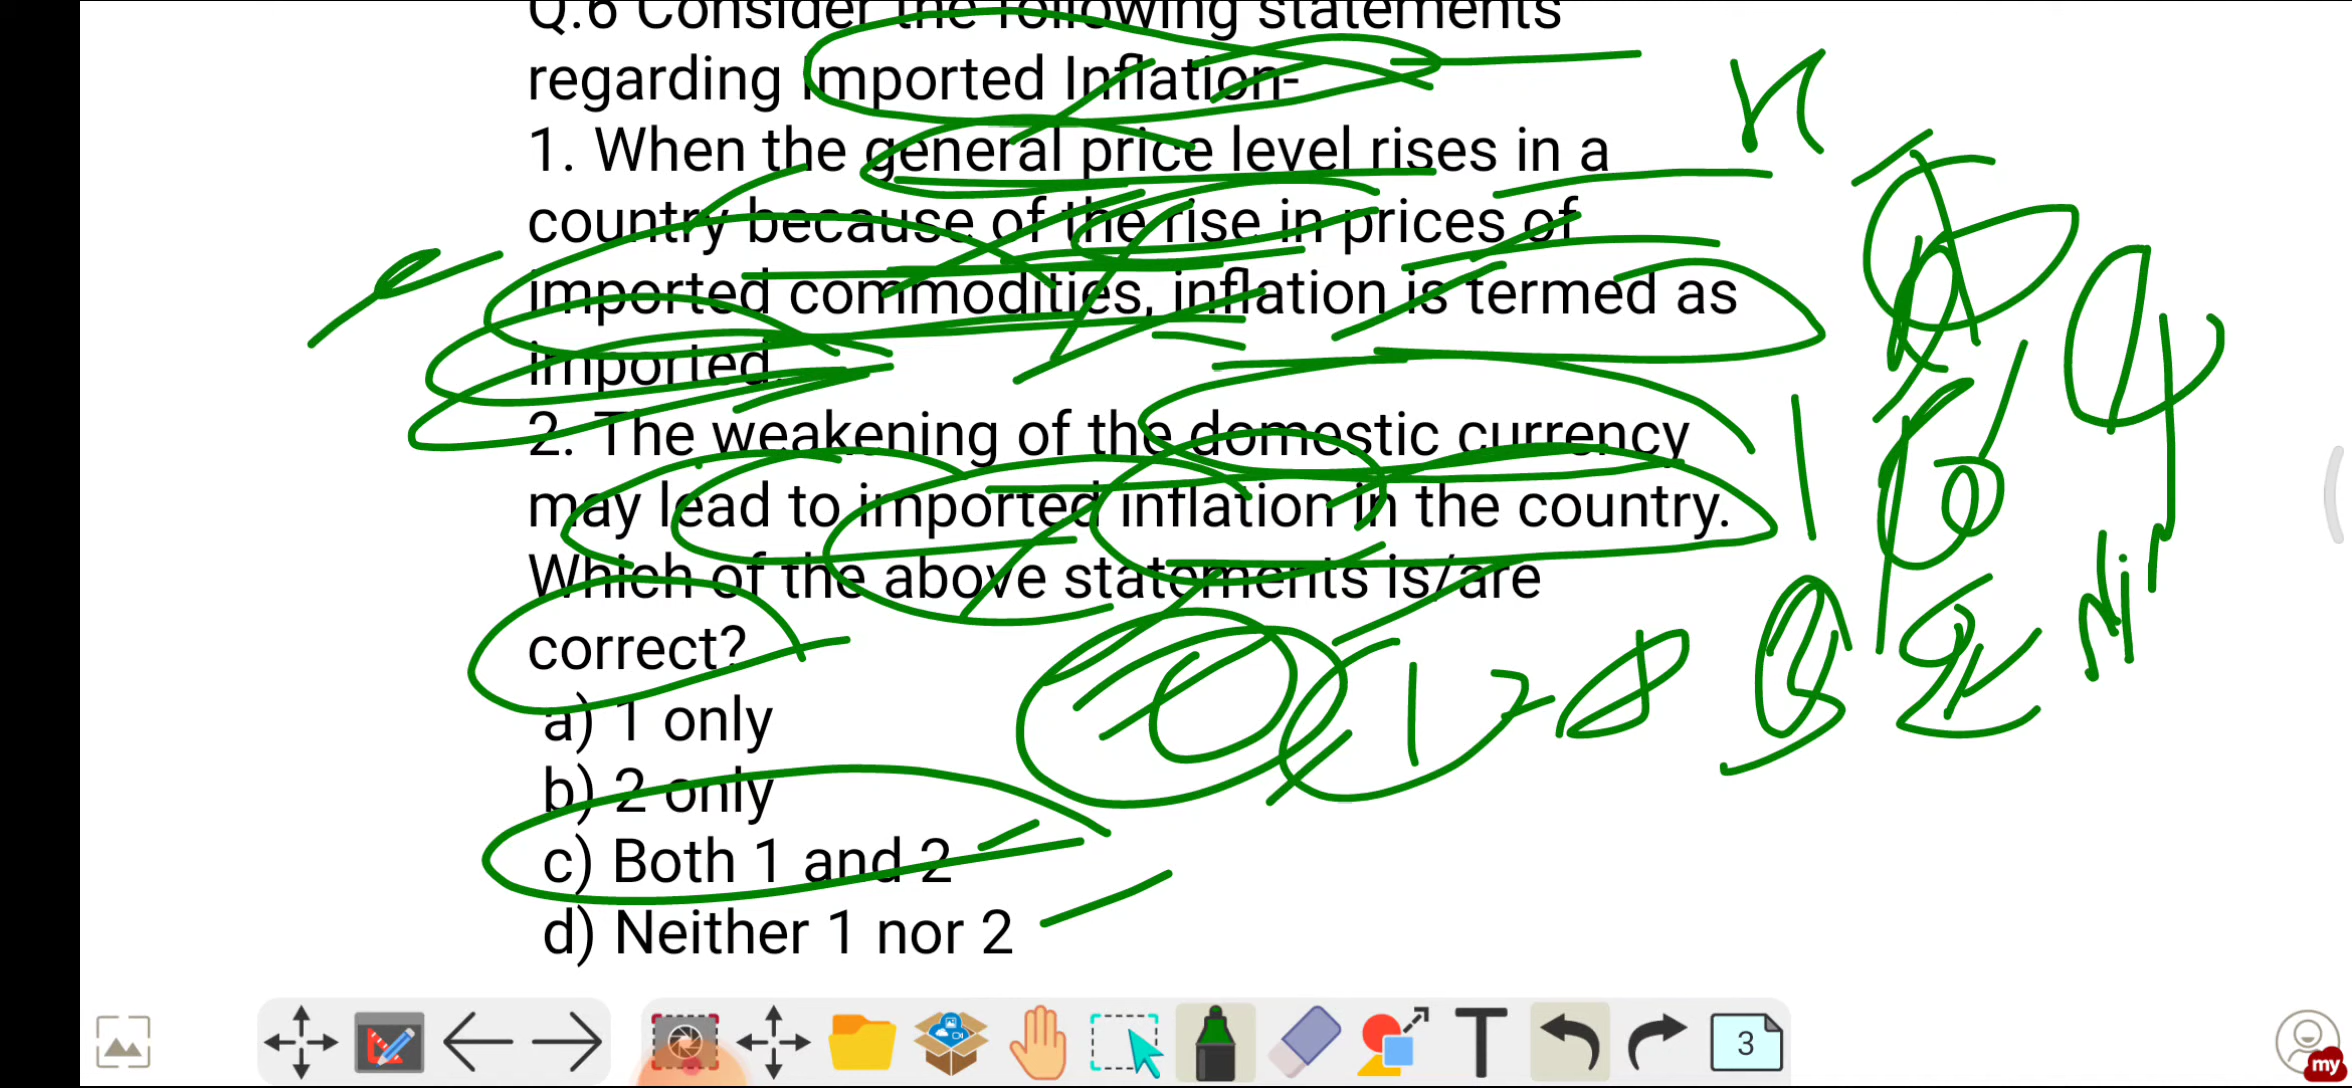 Q.6 Consider the following statements
regarding Imported Inflation-
1. When the general price level rises in a
country because of the rise in prices of
imported commodities, inflation is termed as
imported.
2. The weakening of the domestic currency
may lead to imported inflation in the country.
Which of the above statements is/are
correct?
a) 1 only
b) 2 only
c) Both 1 and 2
d) Neither 1 nor 2
T
3
my